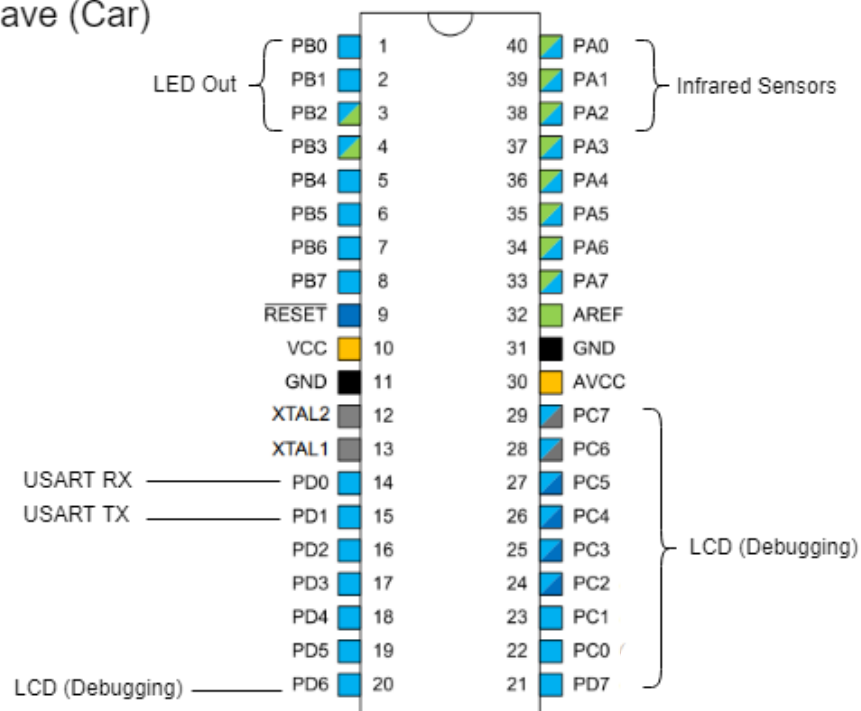 ave (Car)
PB0 1 40 PA0
LED Out PB1 2 39 PA1 Infrared Sensors
PB2 3 38 PA2
PB3 4 37 PA3
PB4 5 36 PA4
PB5 6 35 PA5
PB6 7 34 PA6
PB7 8 33 PA7
RESET 9 32 AREF
VCC 10 31 GND
GND 11 30 AVCC
XTAL2 12 29 PC7
XTAL1 13 28 PC6
USART RX PD0 14 27 PC5
USART TX PD1 15 26 PC4
PD2 16 25 PC3 LCD (Debugging)
PD3 17 24 PC2
PD4 18 23 PC1
PD5 19 22 PC0
LCD (Debugging) PD6 20 21 PD7